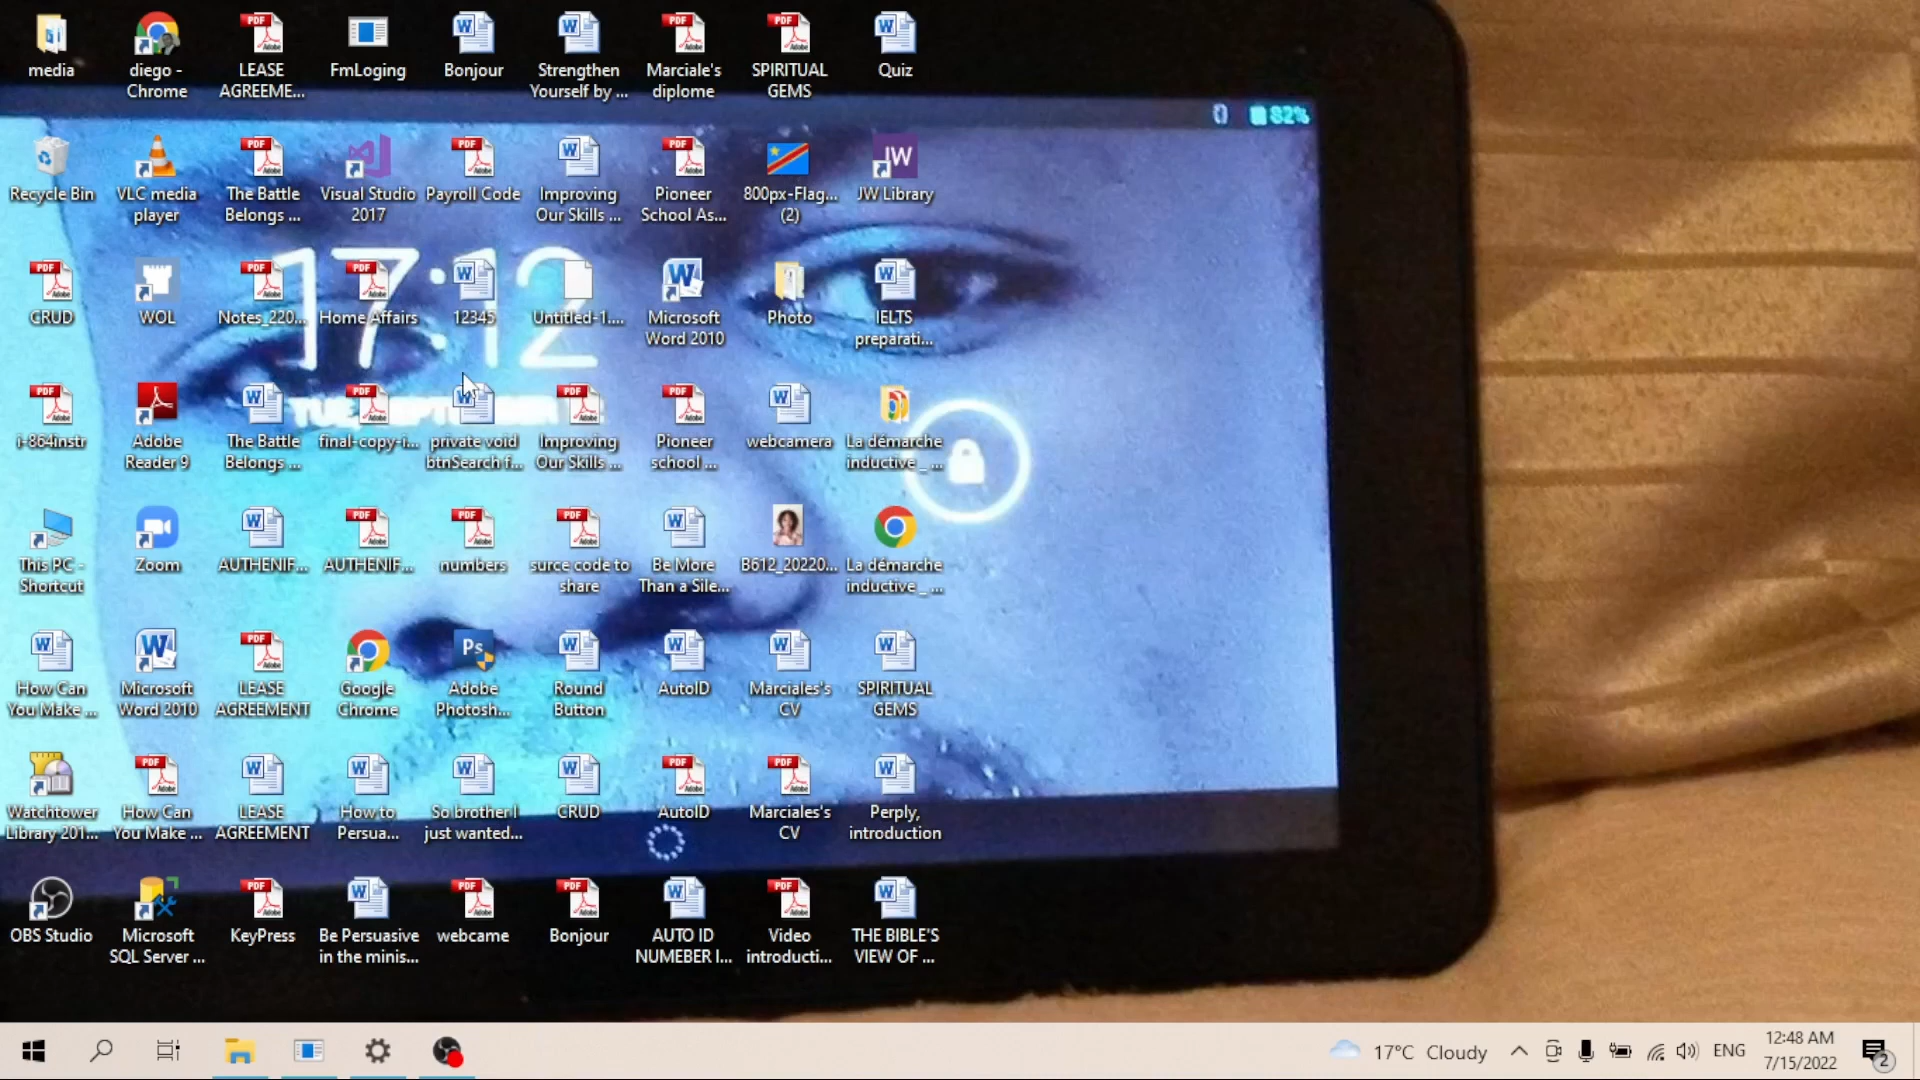 media
diego -
Chrome
LEASE
AGREEME...
FmLoging
Bonjour
Strengthen
Yourself by ...
Marciale's
diplome
SPIRITUAL
GEMS
Quiz
82%
Recycle Bin
VLC media
player
The Battle
Belongs ...
Visual Studio
2017
Payroll Code
Improving
Our Skills ...
Pioneer
School As...
800px-Flag...
(2)
JW Library
17:12
CRUD
WOL
Notes_220...
Home Affairs
12345
Untitled-1....
Microsoft
Word 2010
Photo
IELTS
preparati...
i-864instr
Adobe
Reader 9
The Battle
Belongs ...
final-copy-i...
private void
btnSearch f...
Improving
Our Skills ...
Pioneer
school ...
webcamera
La démarche
inductive _ ...
This PC -
Shortcut
Zoom
AUTHENIF...
AUTHENIF...
numbers
surce code to
share
Be More
Than a Sile...
B612_20220...
La démarche
inductive _ ...
How Can
You Make ...
Microsoft
Word 2010
LEASE
AGREEMENT
Google
Chrome
Adobe
Photosh...
Round
Button
AutoID
Marciales's
CV
SPIRITUAL
GEMS
Watchtower
Library 201...
How Can
You Make ...
LEASE
AGREEMENT
How to
Persua...
So brother I
just wanted...
CRUD
AutoID
Marciales's
CV
Perply,
introduction
OBS Studio
Microsoft
SQL Server ...
KeyPress
Be Persuasive
in the minis...
webcame
Bonjour
AUTO ID
NUMEBER I...
Video
introducti...
THE BIBLE'S
VIEW OF ...
17°C Cloudy
ENG
12:48 AM
7/15/2022
2